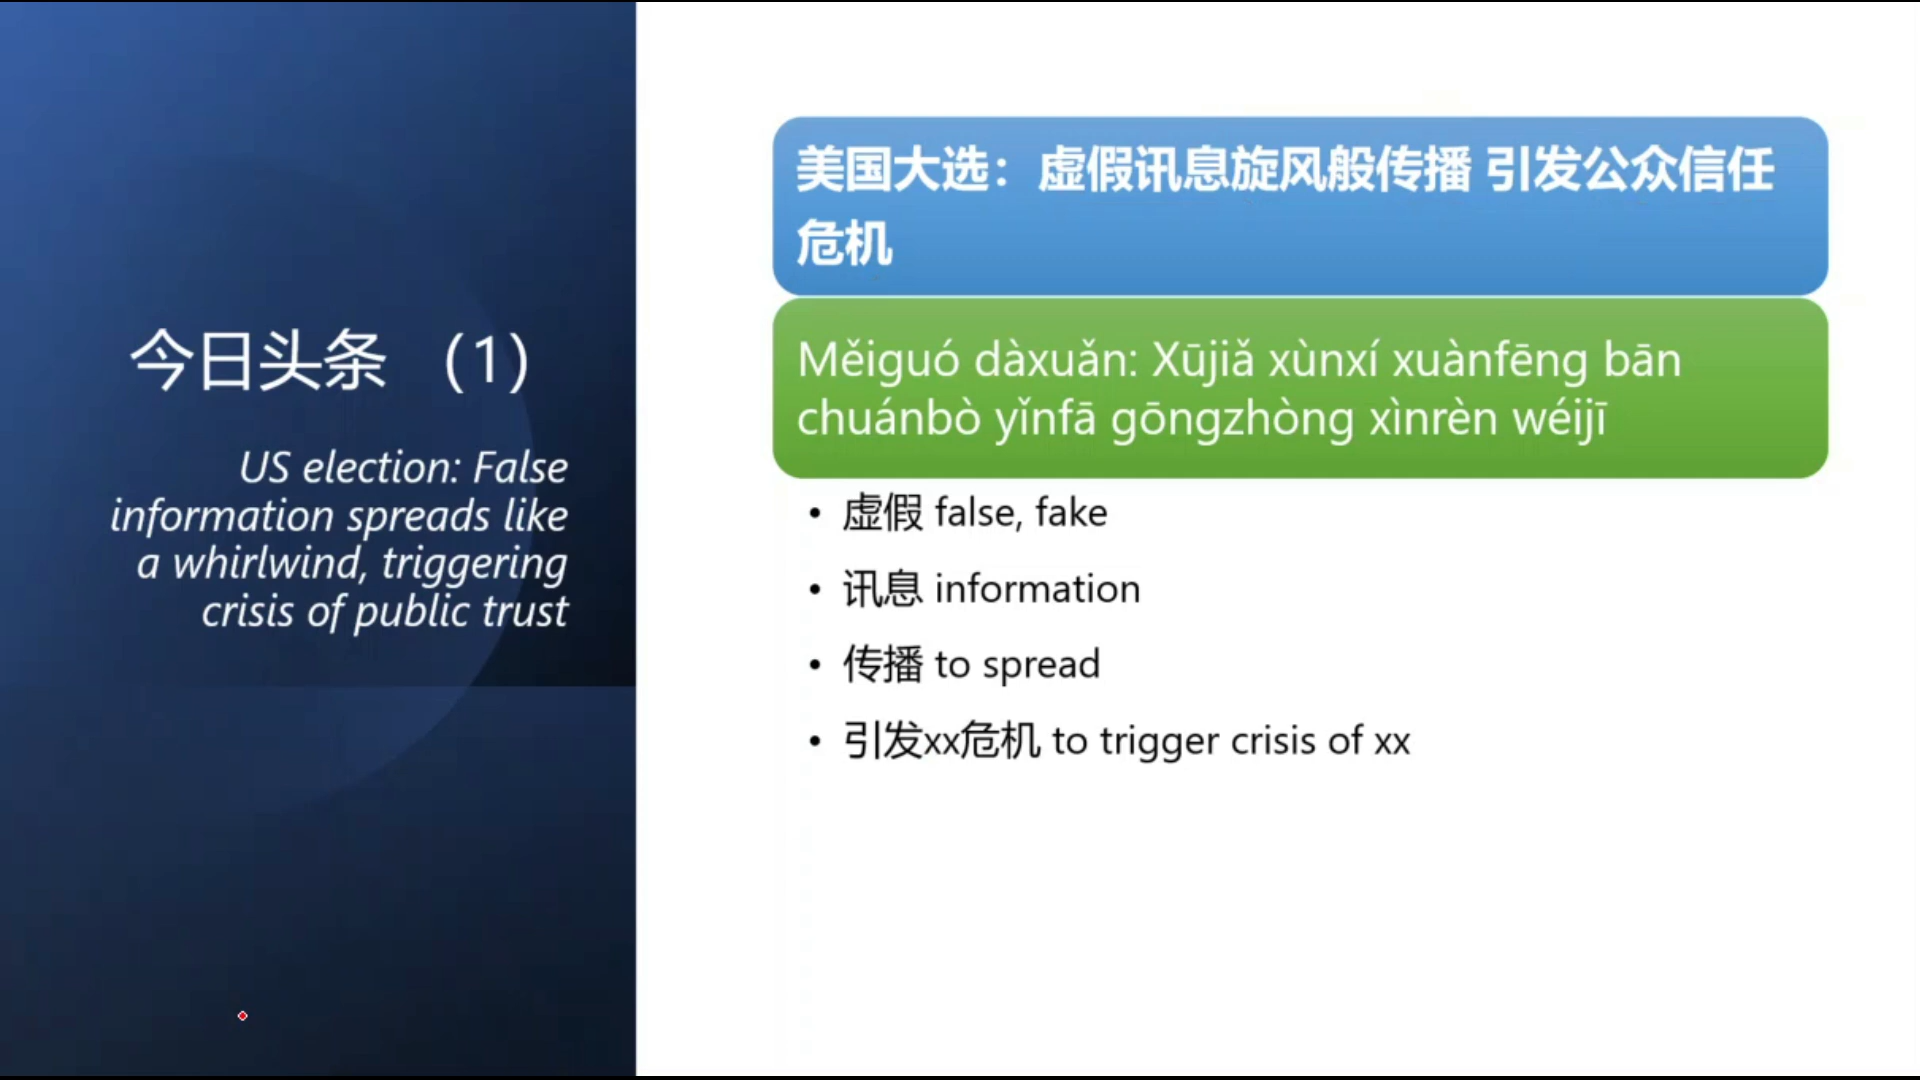 今日头条 （1）
US election: False
information spreads like
a whirlwind, triggering
crisis of public trust
美国大选：虚假讯息旋风般传播 引发公众信任
危机
Měiguó dàxuǎn: Xūjiǎ xùnxí xuànfēng bān
chuánbò yǐnfā gōngzhòng xìnrèn wéijī
• 虚假 false, fake
• 讯息 information
• 传播 to spread
• 引发xx危机 to trigger crisis of xx